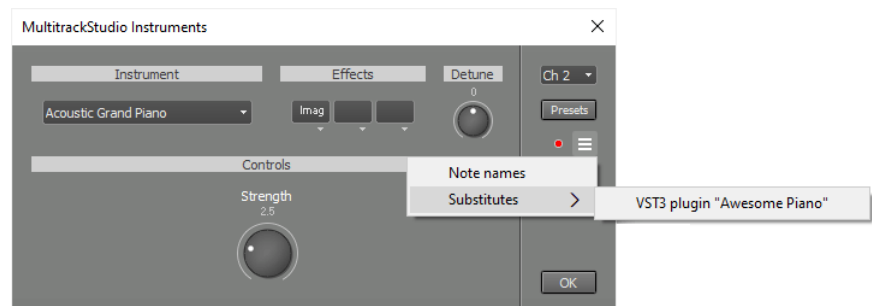 MultitrackStudio Instruments
Instrument
Effects
Detune
Ch 2
0
Acoustic Grand Piano
Imag
Presets
Controls
Note names
Strength
2.5
Substitutes
VST3 plugin "Awesome Piano"
OK